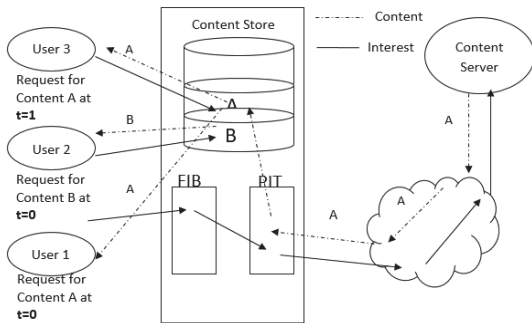 Content Store
Content
Interest
Content
Server
User 3
A
Request for
Content A at
t=1
A
B
User 2
B
Request for
Content B at
t=0
A
FIB
PIT
A
A
A
User 1
Request for
Content A at
t=0